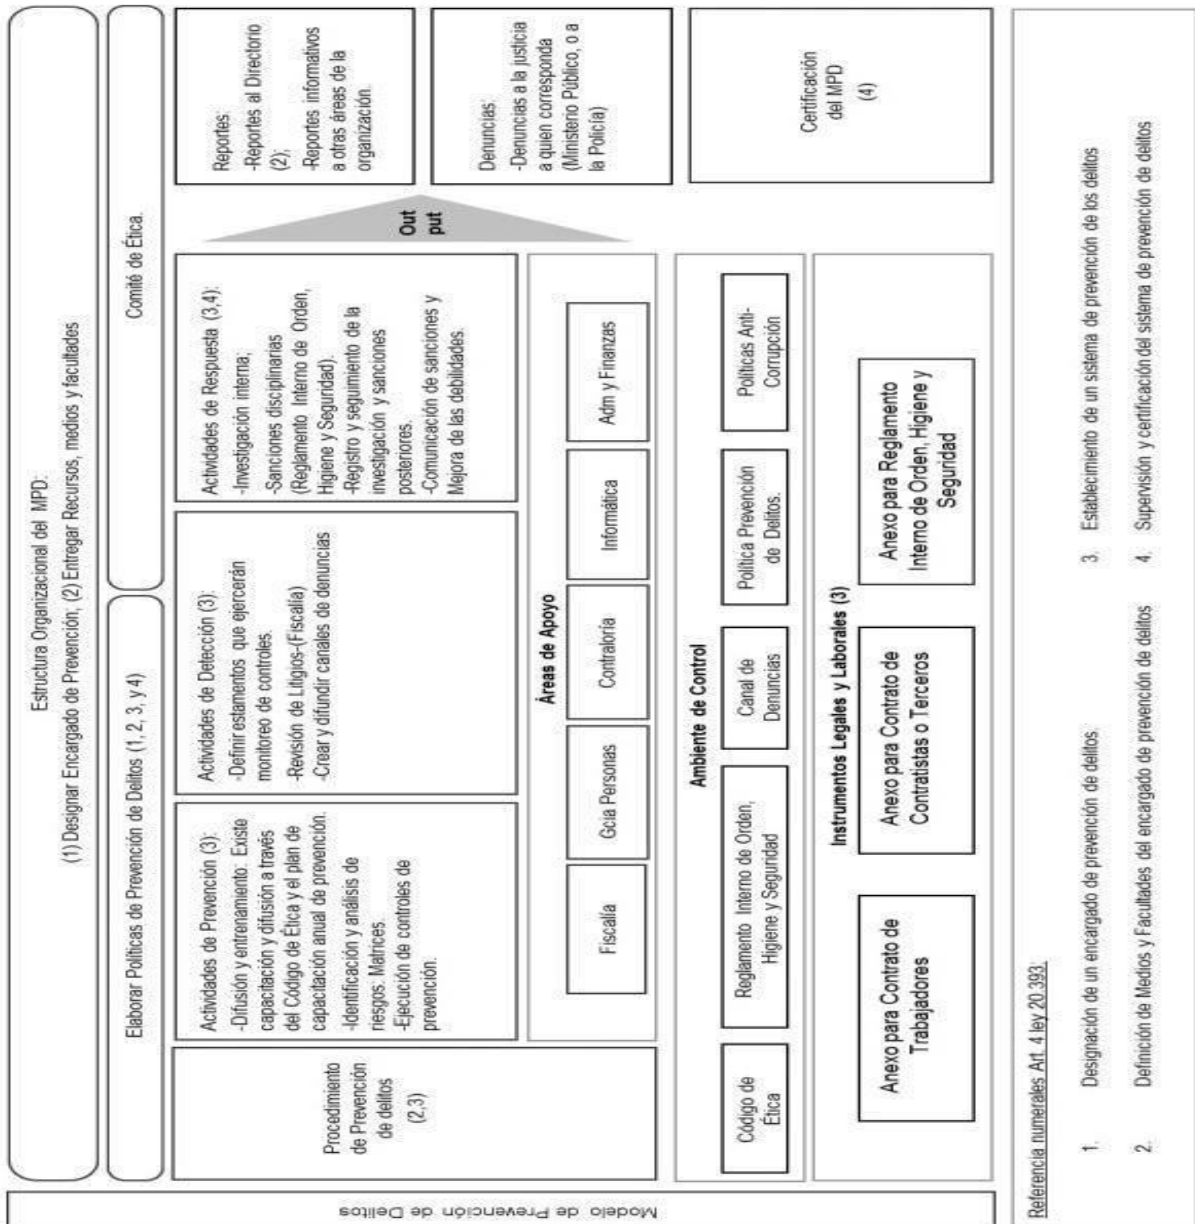 Estructura Organizacional del MPD:
(1) Designar Encargado de Prevención; (2) Entregar Recursos, medios y facultades
Elaborar Políticas de Prevención de Delitos (1, 2, 3, y 4)
Comité de Ética.
Modelo de Prevención de Delitos
Procedimiento
de Prevención
de delitos
(2,3)
Actividades de Prevención (3):
-Difusión y entrenamiento: Existe
capacitación y difusión a través
del Código de Ética y el plan de
capacitación anual de prevención.
-Identificación y análisis de
riesgos: Matrices.
-Ejecución de controles de
prevención.
Actividades de Detección (3):
-Definir estamentos que ejercerán
monitoreo de controles.
-Revisión de Litigios-(Fiscalía)
-Crear y difundir canales de denuncias
Actividades de Respuesta (3,4):
-Investigación interna;
-Sanciones disciplinarias
(Reglamento Interno de Orden,
Higiene y Seguridad).
-Registro y seguimiento de la
investigación y sanciones
posteriores.
-Comunicación de sanciones y
Mejora de las debilidades.
Áreas de Apoyo
Fiscalía
Gcia Personas
Contraloría
Informática
Adm y Finanzas
Out
put
Reportes:
-Reportes al Directorio
(2);
-Reportes informativos
a otras áreas de la
organización.
Denuncias:
-Denuncias a la justicia
a quien corresponda
(Ministerio Público, o a
la Policía)
Certificación
del MPD
(4)
Ambiente de Control
Código de
Ética
Reglamento Interno de Orden,
Higiene y Seguridad
Canal de
Denuncias
Política Prevención
de Delitos.
Políticas Anti-
Corrupción
Instrumentos Legales y Laborales (3)
Anexo para Contrato de
Trabajadores
Anexo para Contrato de
Contratistas o Terceros
Anexo para Reglamento
Interno de Orden, Higiene y
Seguridad
Referencia numerales Art. 4 ley 20.393:
1. Designación de un encargado de prevención de delitos
2. Definición de Medios y Facultades del encargado de prevención de delitos
3. Establecimiento de un sistema de prevención de los delitos
4. Supervisión y certificación del sistema de prevención de delitos